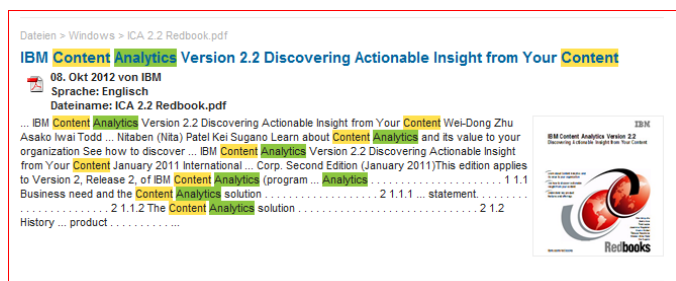 Dateien > Windows > ICA 2.2 Redbook.pdf
IBM Content Analytics Version 2.2 Discovering Actionable Insight from Your Content
08. Okt 2012 von IBM
Sprache: Englisch
Dateiname: ICA 2.2 Redbook.pdf
... IBM Content Analytics Version 2.2 Discovering Actionable Insight from Your Content Wei-Dong Zhu
Asako Iwai Todd ... Nitaben (Nita) Patel Kei Sugano Learn about Content Analytics and its value to your
organization See how to discover ... IBM Content Analytics Version 2.2 Discovering Actionable Insight
from Your Content January 2011 International ... Corp. Second Edition (January 2011)This edition applies
to Version 2, Release 2, of IBM Content Analytics (program ... Analytics . . . . . . . . . . . . . . . . . . . . . . . . 1 1.1
Business need and the Content Analytics solution . . . . . . . . . . . . . . . . . . . . 2 1.1.1 ... statement. . . . . . . . .
. . . . . . . . . . . . . . . . 2 1.1.2 The Content Analytics solution . . . . . . . . . . . . . . . . . . . . . . . . . . . . . . 2 1.2
History ... product . . . . . . . . . ...
IBM
IBM Content Analytics Version 2.2
Discovering Actionable Insight from Your Content
Redbooks